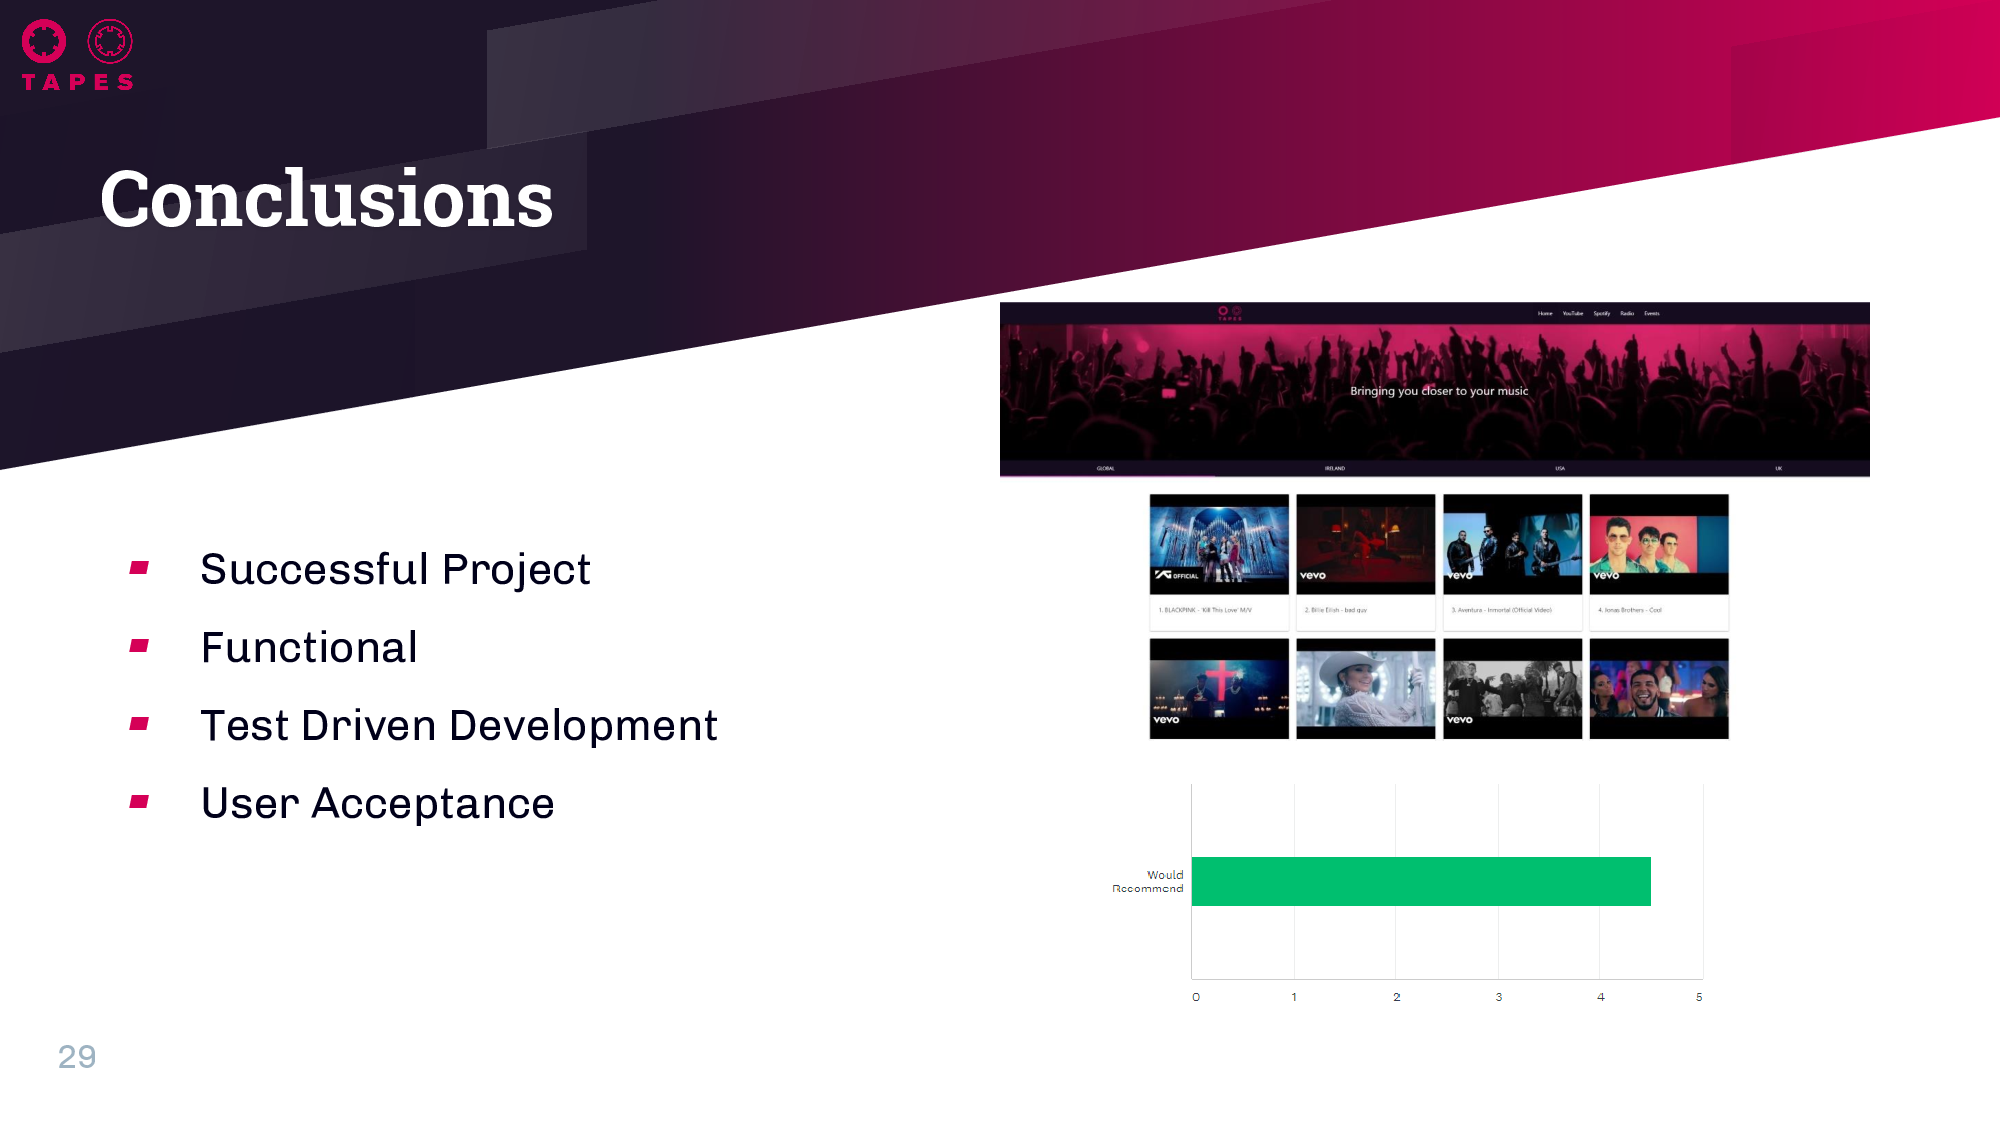 TAPES
Conclusions
Successful Project
Functional
Test Driven Development
User Acceptance
TAPES
Home YouTube Spotify Radio Events
Bringing you closer to your music
GLOBAL IRELAND USA UK
OFFICIAL vevo vevo vevo
1. BLACKPINK - 'Kill This Love' M/V 2. Billie Eilish - bad guy 3. Aventura - Inmortal (Official Video) 4. Jonas Brothers - Cool
vevo vevo
Would
Recommend
0 1 2 3 4 5
29